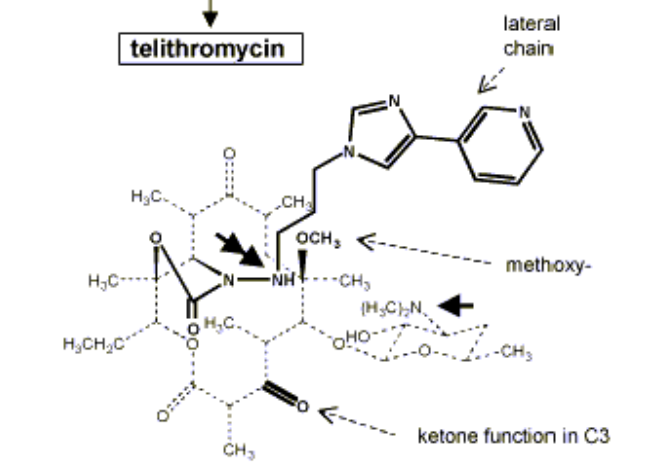 telithromycin
lateral
chain
N
N
N
O
H₃C
CH₃
O
OCH₃
methoxy-
H₃C
N
NH
CH₃
(H₃C)₂N
O
H₃C
HO
H₃CH₂C
O
O
O
CH₃
O
O
ketone function in C3
CH₃